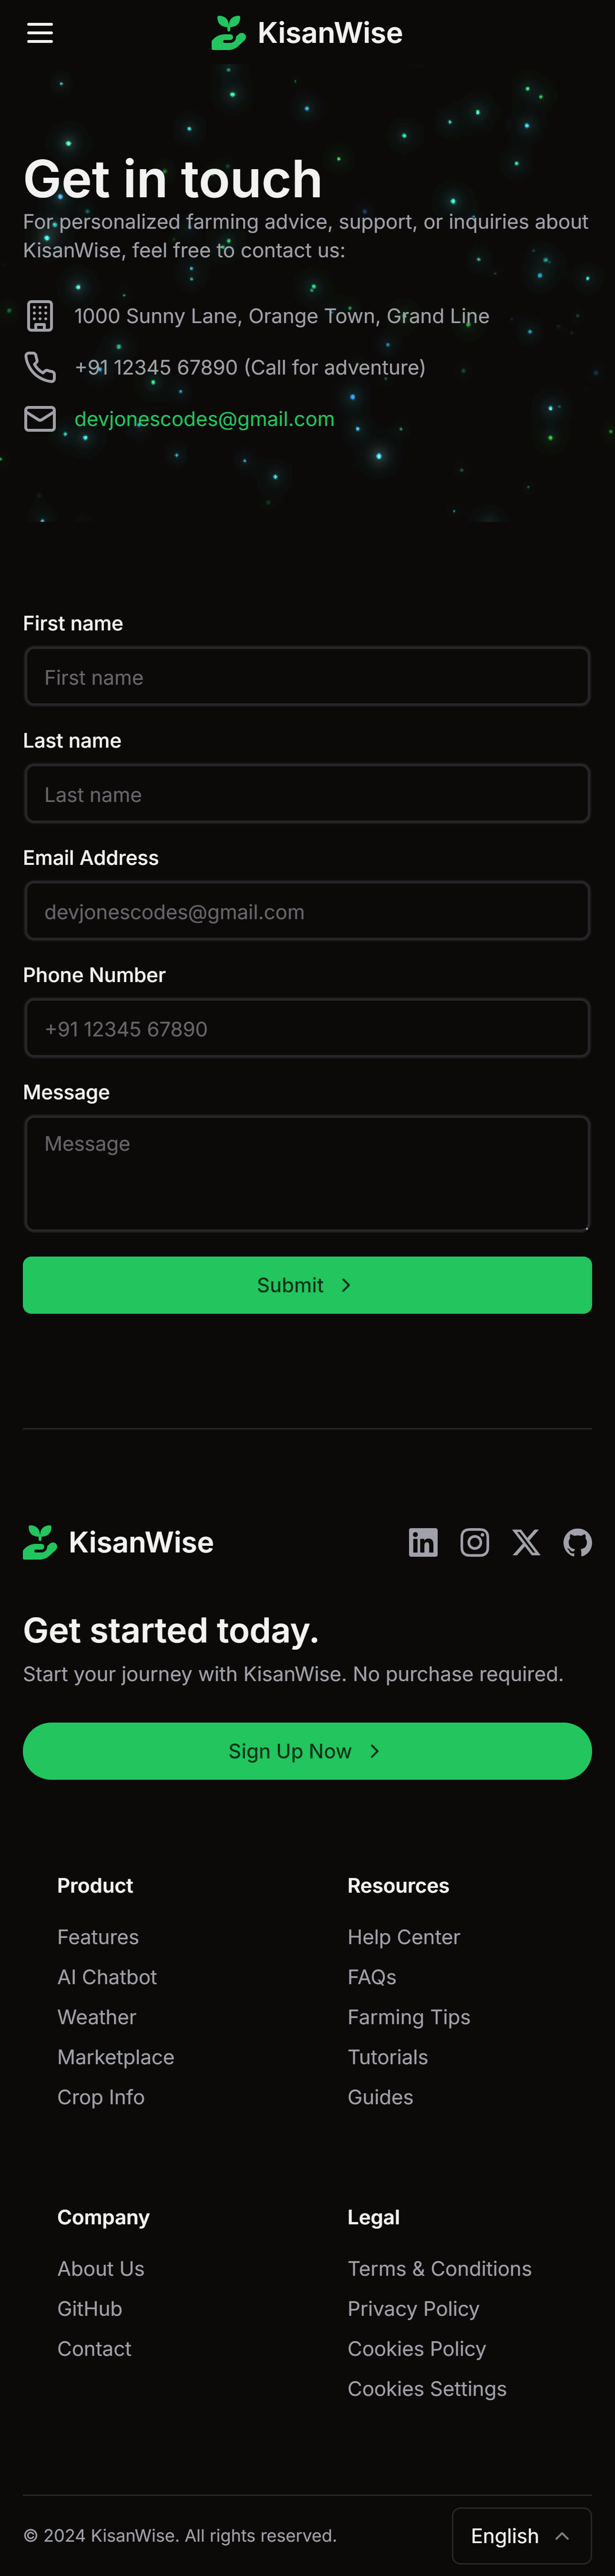 KisanWise
Get in touch
For personalized farming advice, support, or inquiries about
KisanWise, feel free to contact us:
1000 Sunny Lane, Orange Town, Grand Line
+91 12345 67890 (Call for adventure)
devjonescodes@gmail.com
First name
First name
Last name
Last name
Email Address
devjonescodes@gmail.com
Phone Number
+91 12345 67890
Message
Message
Submit
KisanWise
Get started today.
Start your journey with KisanWise. No purchase required.
Sign Up Now
Product
Features
AI Chatbot
Weather
Marketplace
Crop Info
Resources
Help Center
FAQs
Farming Tips
Tutorials
Guides
Company
About Us
GitHub
Contact
Legal
Terms & Conditions
Privacy Policy
Cookies Policy
Cookies Settings
© 2024 KisanWise. All rights reserved.
English